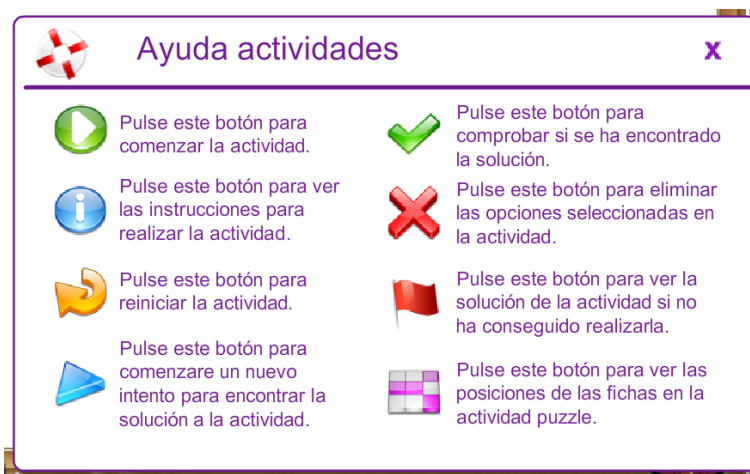 Ayuda actividades
X
Pulse este botón para
comenzar la actividad.
Pulse este botón para ver
las instrucciones para
realizar la actividad.
Pulse este botón para
reiniciar la actividad.
Pulse este botón para
comenzare un nuevo
intento para encontrar la
solución a la actividad.
Pulse este botón para
comprobar si se ha encontrado
la solución.
Pulse este botón para eliminar
las opciones seleccionadas en
la actividad.
Pulse este botón para ver la
solución de la actividad si no
ha conseguido realizarla.
Pulse este botón para ver las
posiciones de las fichas en la
actividad puzzle.